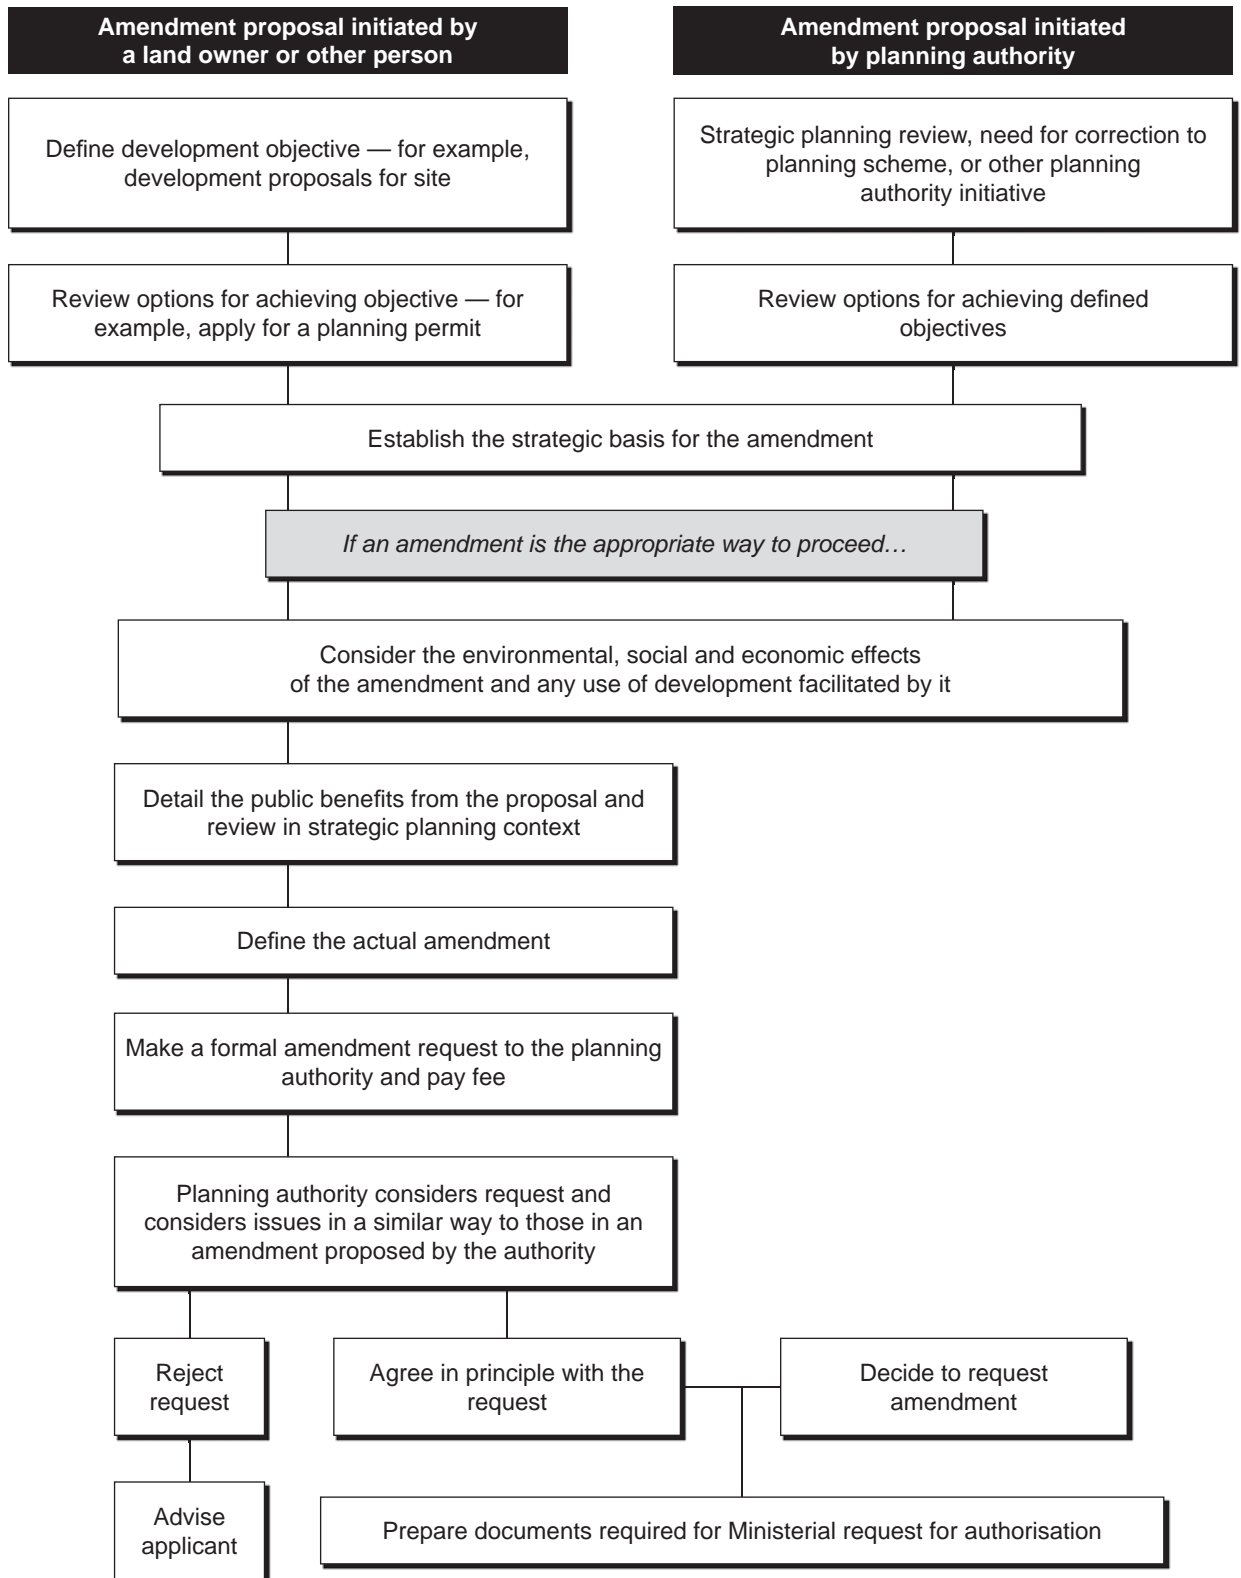 Amendment proposal initiated by
a land owner or other person
Amendment proposal initiated
by planning authority
Define development objective — for example,
development proposals for site
Strategic planning review, need for correction to
planning scheme, or other planning
authority initiative
Review options for achieving objective — for
example, apply for a planning permit
Review options for achieving defined
objectives
Establish the strategic basis for the amendment
If an amendment is the appropriate way to proceed…
Consider the environmental, social and economic effects
of the amendment and any use of development facilitated by it
Detail the public benefits from the proposal and
review in strategic planning context
Define the actual amendment
Make a formal amendment request to the planning
authority and pay fee
Planning authority considers request and
considers issues in a similar way to those in an
amendment proposed by the authority
Reject
request
Agree in principle with the
request
Decide to request
amendment
Advise
applicant
Prepare documents required for Ministerial request for authorisation